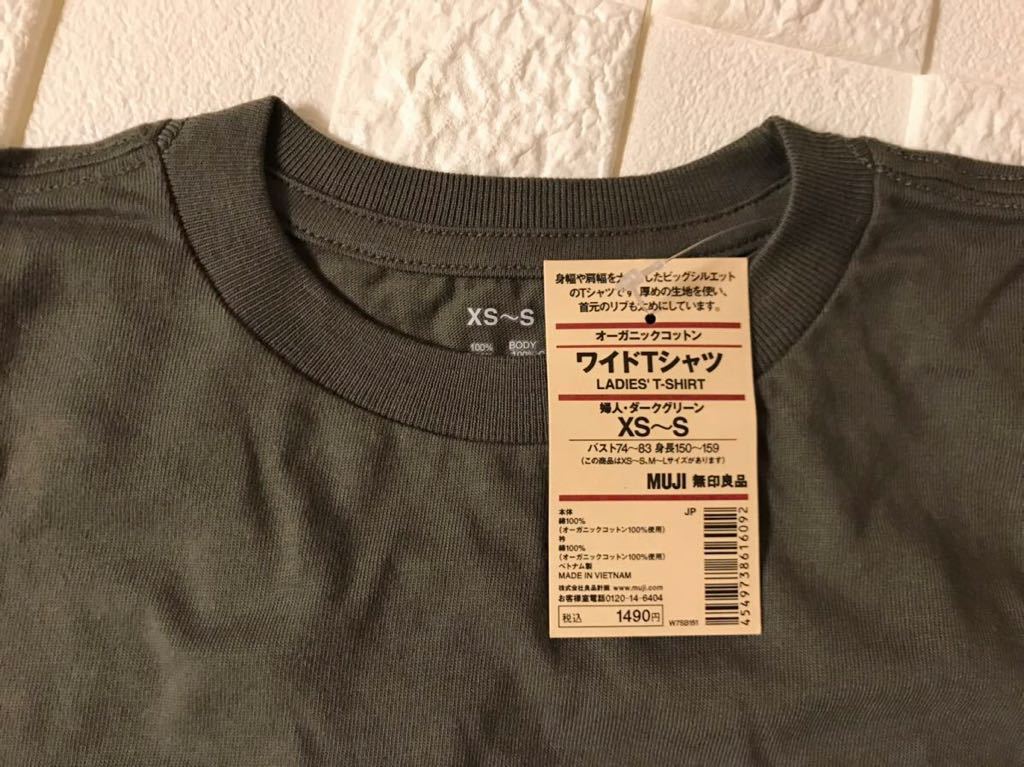 XS～S
100%
BODY
身幅や肩幅を大 したビッグシルエット
のTシャツです 厚めの生地を使い、
首元のリブも ためにしています。
オーガニックコットン
ワイドTシャツ
LADIES' T-SHIRT
婦人・ダークグリーン
XS～S
バスト74～83 身長150～159
(この商品はXS～S、M～Lサイズがあります)
MUJI 無印良品
本体
綿100%
(オーガニックコットン100%使用)
衿
綿100%
(オーガニックコットン100%使用)
ベトナム製
MADE IN VIETNAM
株式会社良品計画 www.muji.com
お客様室電話0120-14-6404
税込 1490円
JP
4549738616092
W7SB151